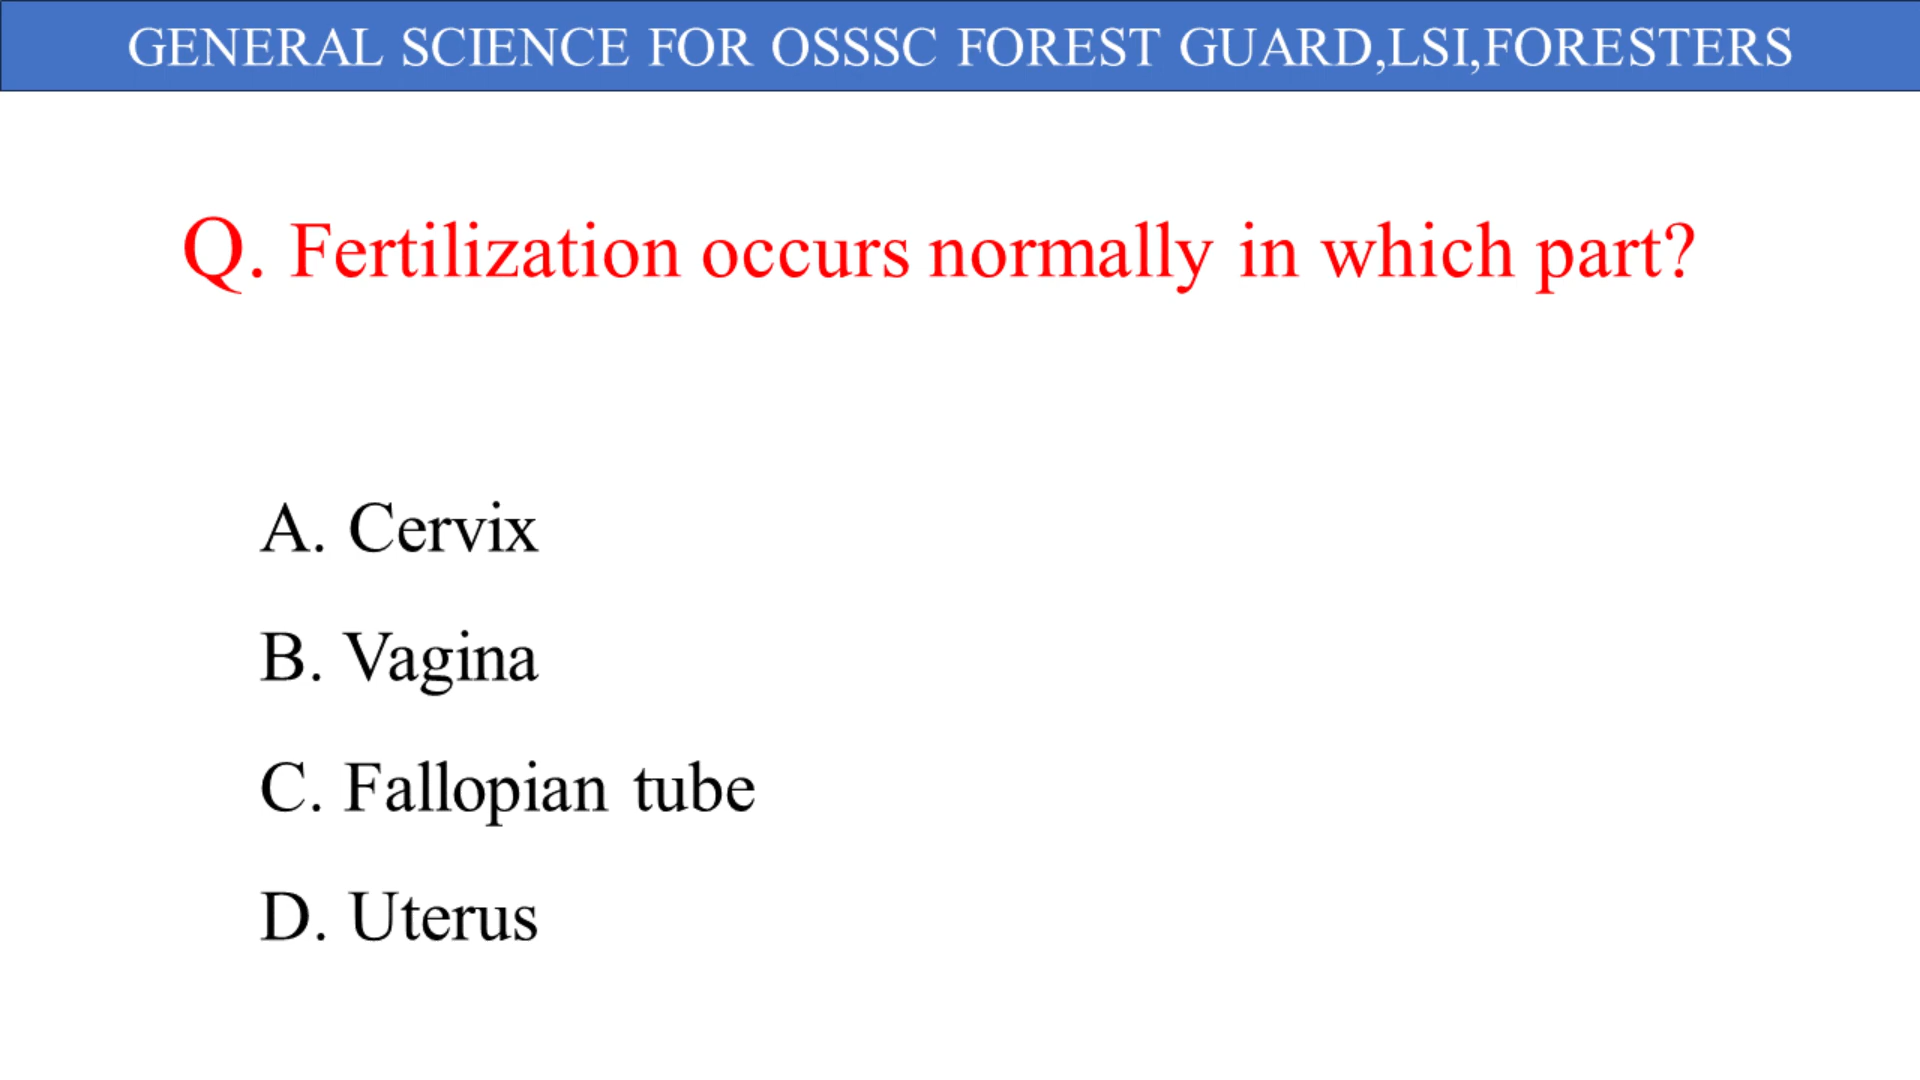 GENERAL SCIENCE FOR OSSSC FOREST GUARD,LSI,FORESTERS
Q. Fertilization occurs normally in which part?
A. Cervix
B. Vagina
C. Fallopian tube
D. Uterus